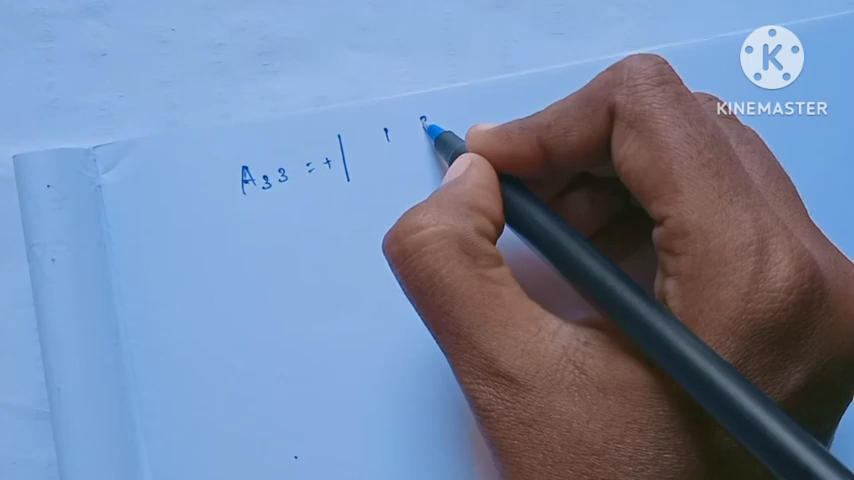 A₃₃ = + | 1
K
KINEMASTER